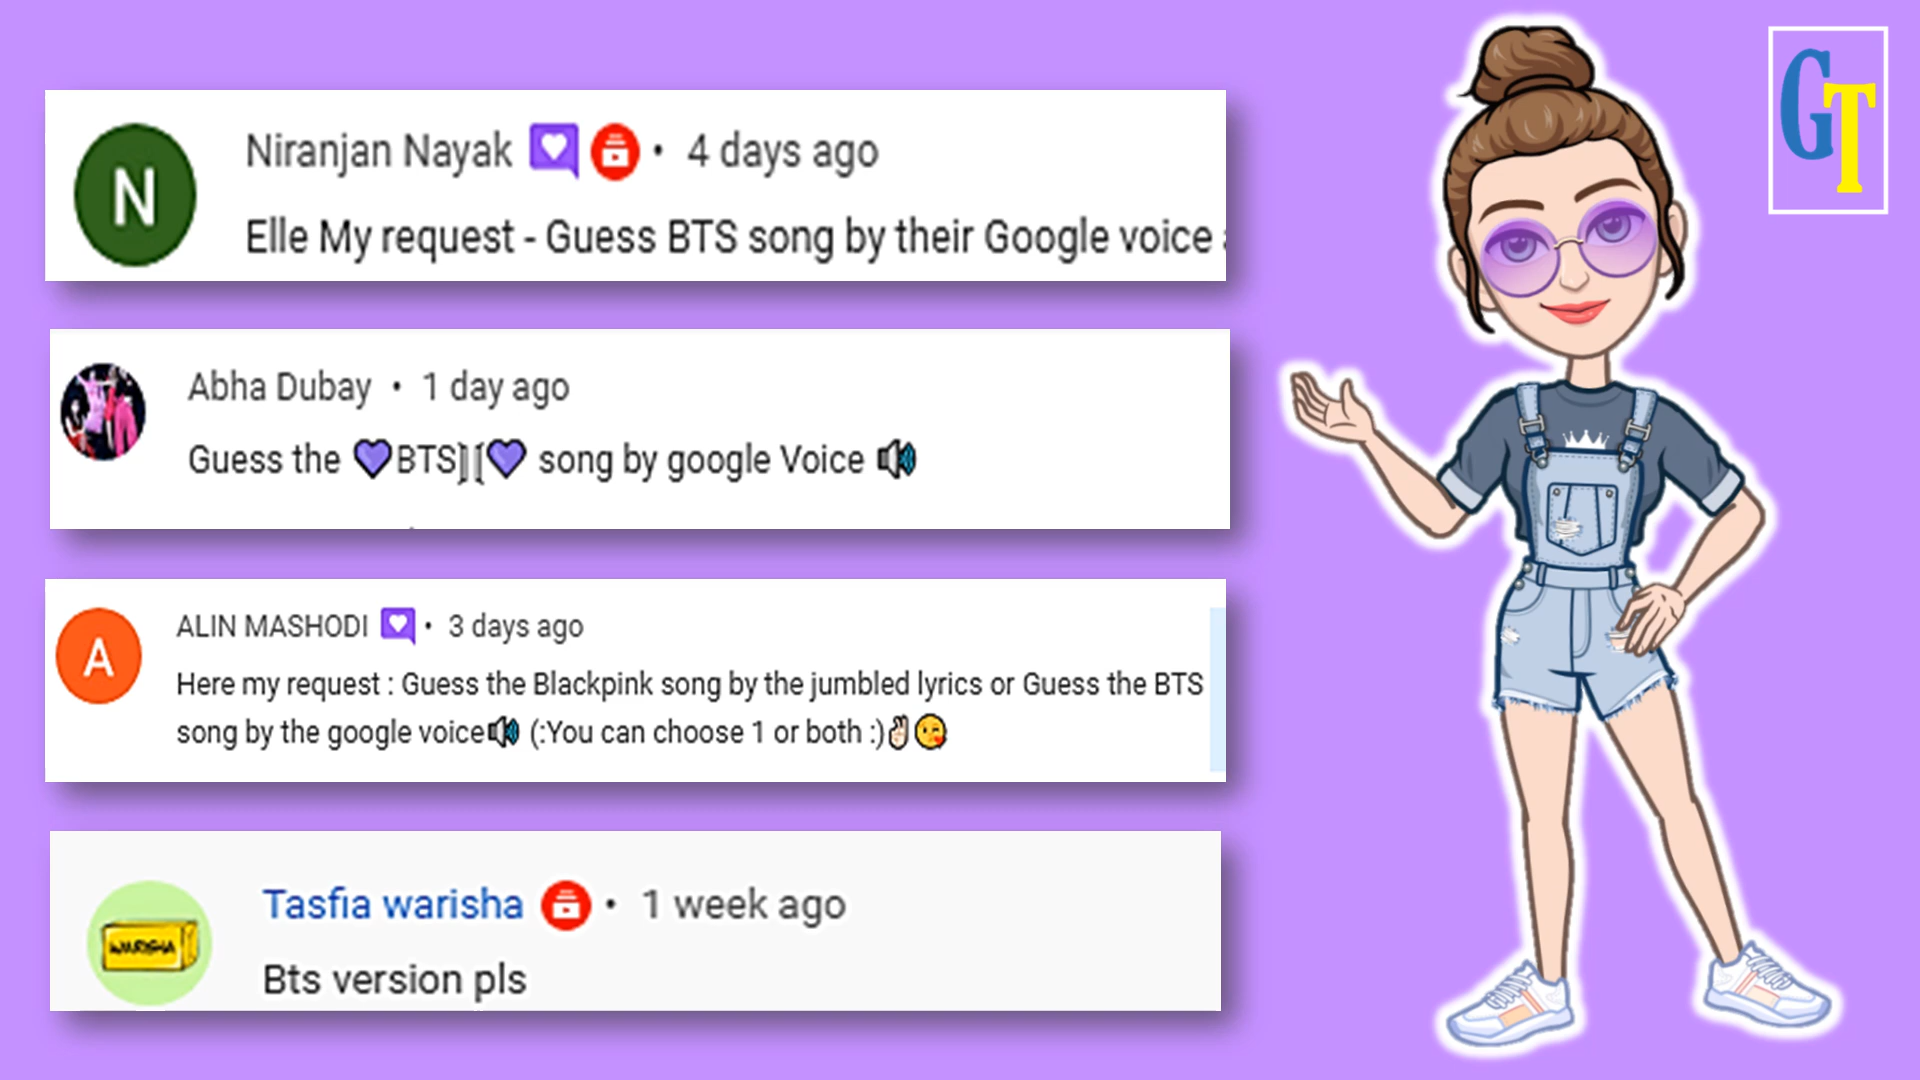 N
Niranjan Nayak • 4 days ago
Elle My request - Guess BTS song by their Google voice
Abha Dubay • 1 day ago
Guess the 💜BTS💜 song by google Voice 🔊
A
ALIN MASHODI • 3 days ago
Here my request : Guess the Blackpink song by the jumbled lyrics or Guess the BTS
song by the google voice🔊 (:You can choose 1 or both :)✌🏻😘
WARISHA
Tasfia warisha • 1 week ago
Bts version pls
GT